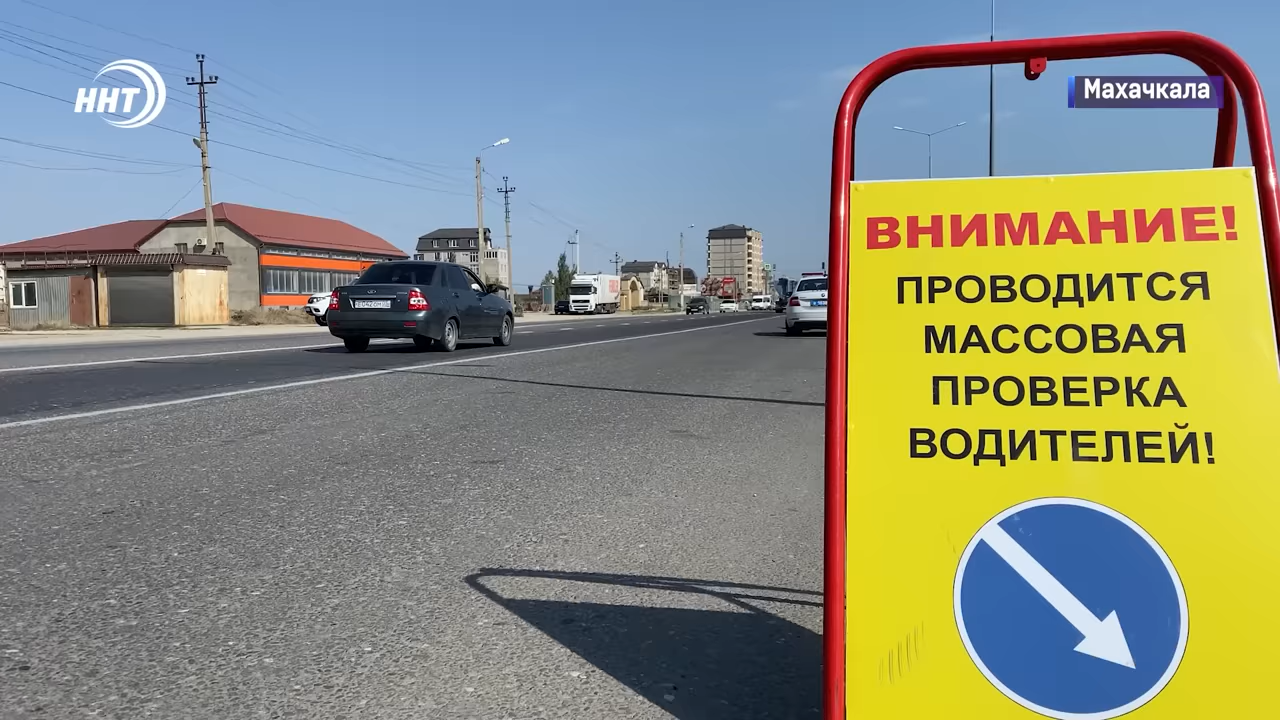 ННТ
Махачкала
ВНИМАНИЕ!
ПРОВОДИТСЯ
МАССОВАЯ
ПРОВЕРКА
ВОДИТЕЛЕЙ!